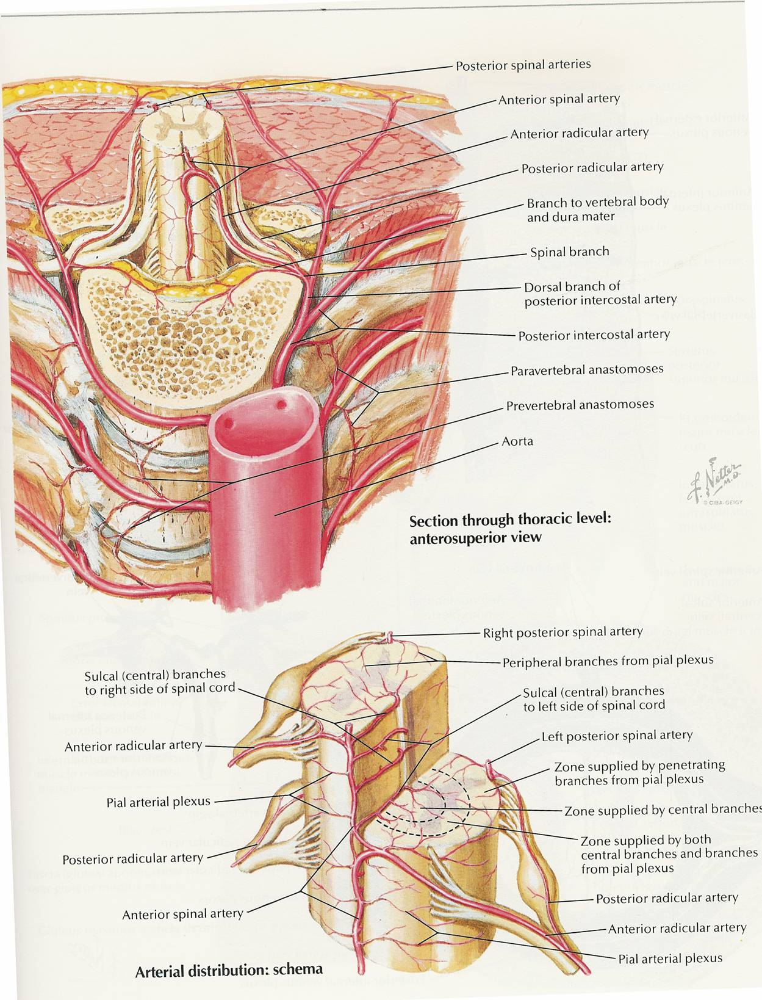 Posterior spinal arteries
Anterior spinal artery
Anterior radicular artery
Posterior radicular artery
Branch to vertebral body
and dura mater
Spinal branch
Dorsal branch of
posterior intercostal artery
Posterior intercostal artery
Paravertebral anastomoses
Prevertebral anastomoses
Aorta
F. Netter
M.D.
© CIBA-GEIGY
Section through thoracic level:
anterosuperior view
Right posterior spinal artery
Peripheral branches from pial plexus
Sulcal (central) branches
to right side of spinal cord
Sulcal (central) branches
to left side of spinal cord
Left posterior spinal artery
Anterior radicular artery
Zone supplied by penetrating
branches from pial plexus
Pial arterial plexus
Zone supplied by central branches
Zone supplied by both
central branches and branches
from pial plexus
Posterior radicular artery
Posterior radicular artery
Anterior spinal artery
Anterior radicular artery
Pial arterial plexus
Arterial distribution: schema